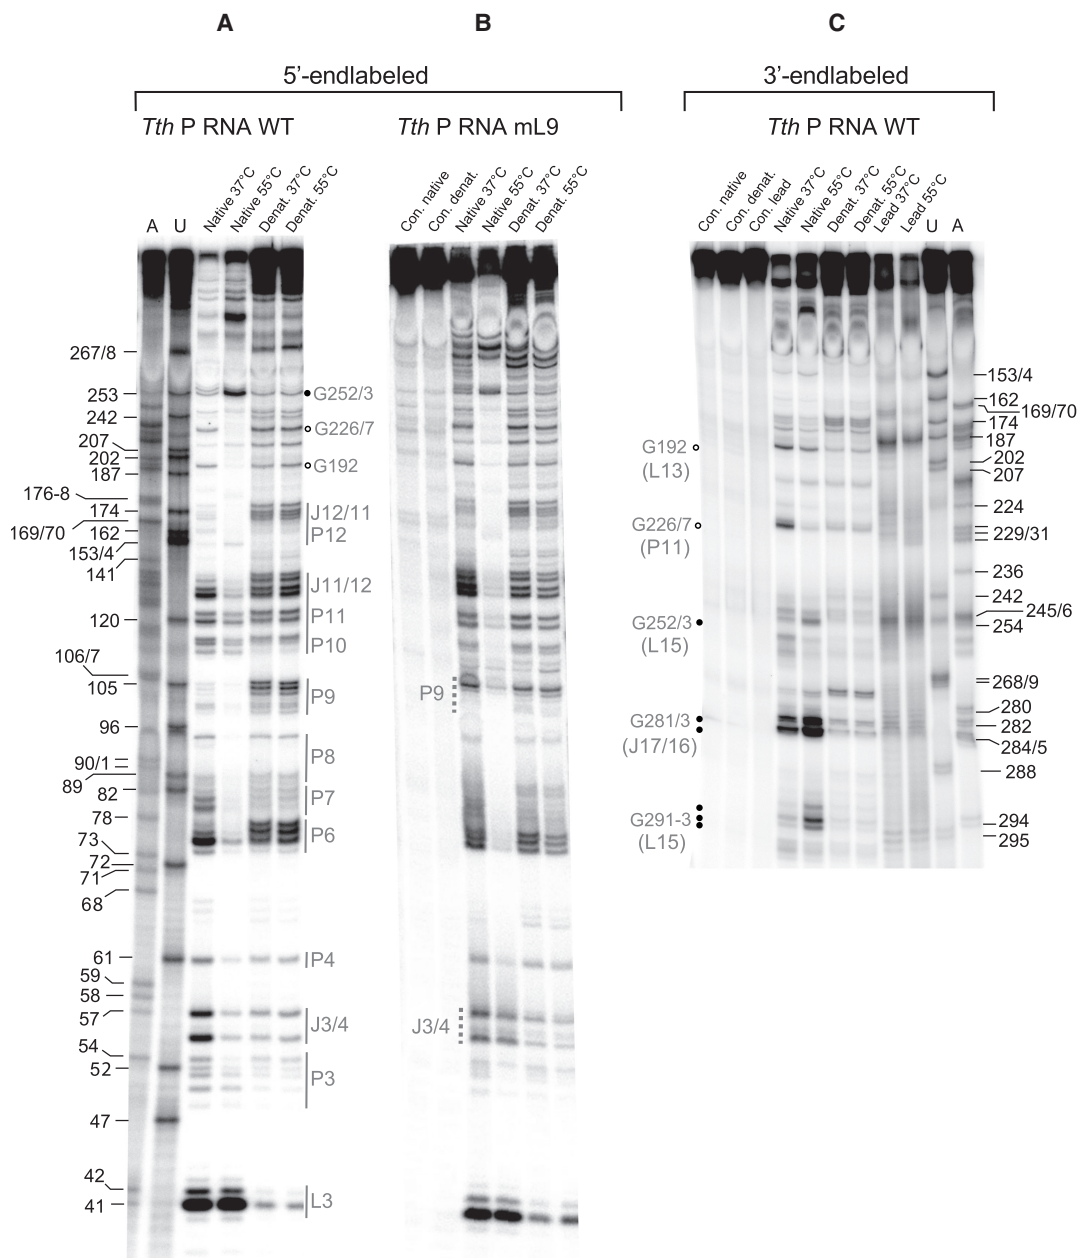 A
B
C
5'-endlabeled
3'-endlabeled
Tth P RNA WT
Tth P RNA mL9
Tth P RNA WT
A
U
Native 37°C
Native 55°C
Denat. 37°C
Denat. 55°C
Con. native
Con. denat.
Native 37°C
Native 55°C
Denat. 37°C
Denat. 55°C
Con. native
Con. denat.
Con. lead
Native 37°C
Native 55°C
Denat. 37°C
Denat. 55°C
Lead 37°C
Lead 55°C
U
A
267/8
253
242
207
202
187
176-8
174
169/70
162
153/4
141
120
106/7
105
96
90/1
89
82
78
73
72
71
68
61
59
58
57
54
52
47
42
41
G252/3
G226/7
G192
J12/11
P12
J11/12
P11
P10
P9
P8
P7
P6
P4
J3/4
P3
L3
P9
J3/4
G192
(L13)
G226/7
(P11)
G252/3
(L15)
G281/3
(J17/16)
G291-3
(L15)
153/4
162
169/70
174
187
202
207
224
229/31
236
242
245/6
254
268/9
280
282
284/5
288
294
295